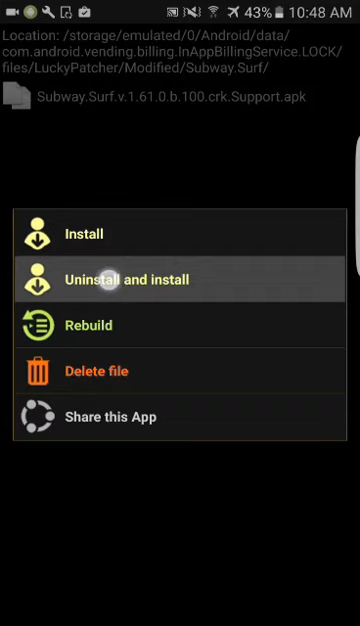 43% 10:48 AM
Location: /storage/emulated/0/Android/data/
com.android.vending.billing.InAppBillingService.LOCK/
files/LuckyPatcher/Modified/Subway.Surf/
Subway.Surf.v.1.61.0.b.100.crk.Support.apk
Install
Uninstall and install
Rebuild
Delete file
Share this App